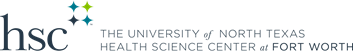 hsc
THE UNIVERSITY of NORTH TEXAS
HEALTH SCIENCE CENTER at FORT WORTH